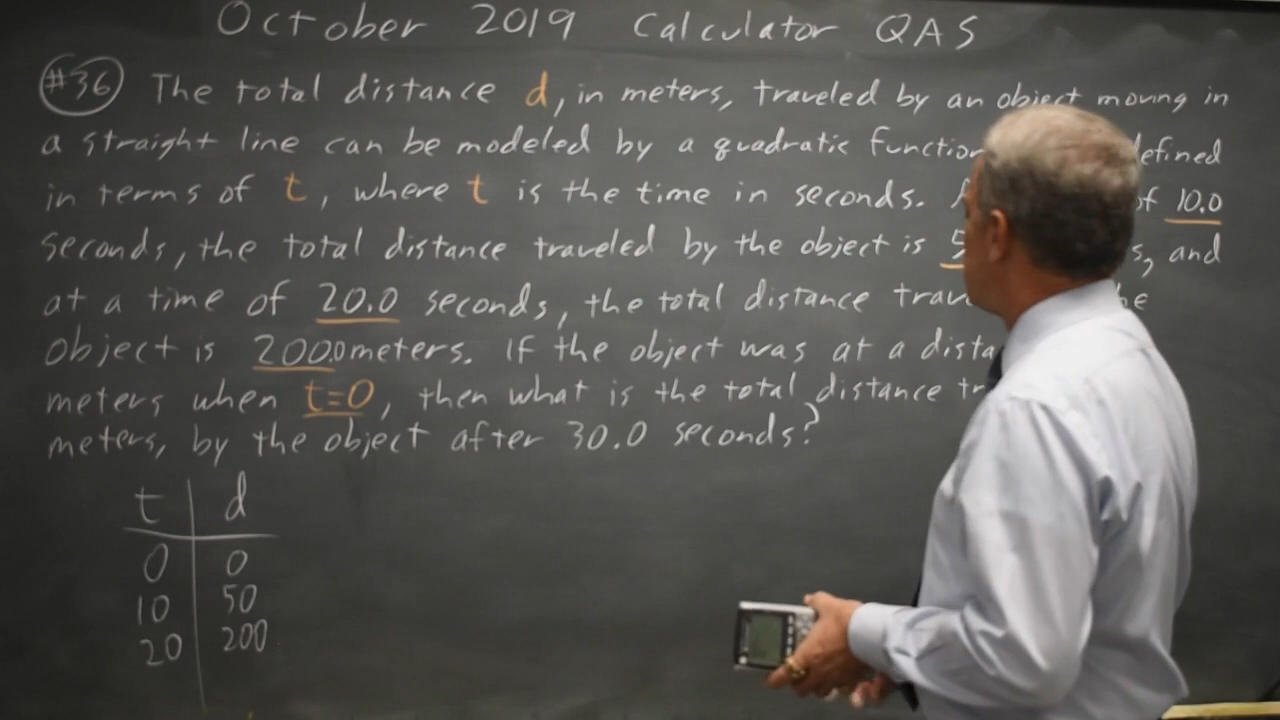 October 2019 Calculator QAS
#36 The total distance d, in meters, traveled by an object moving in
a straight line can be modeled by a quadratic function defined
in terms of t, where t is the time in seconds. of 10.0
seconds, the total distance traveled by the object is and
at a time of 20.0 seconds, the total distance
object is 200.0 meters. If the object was at a
meters when t=0, then what is the total distance
meters, by the object after 30.0 seconds?
t d
0 0
10 50
20 200